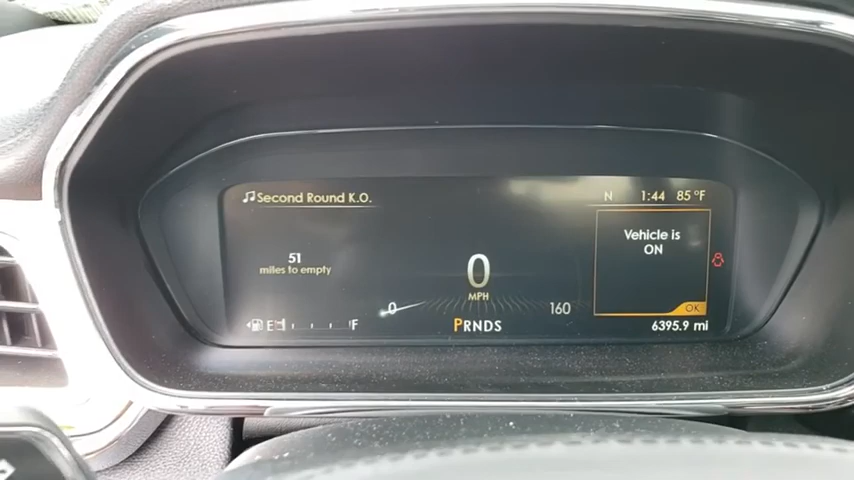 Second Round K.O.
N 1:44 85°F
Vehicle is
ON
51
miles to empty
0
MPH
0
160
OK
E F
PRNDS
6395.9 mi